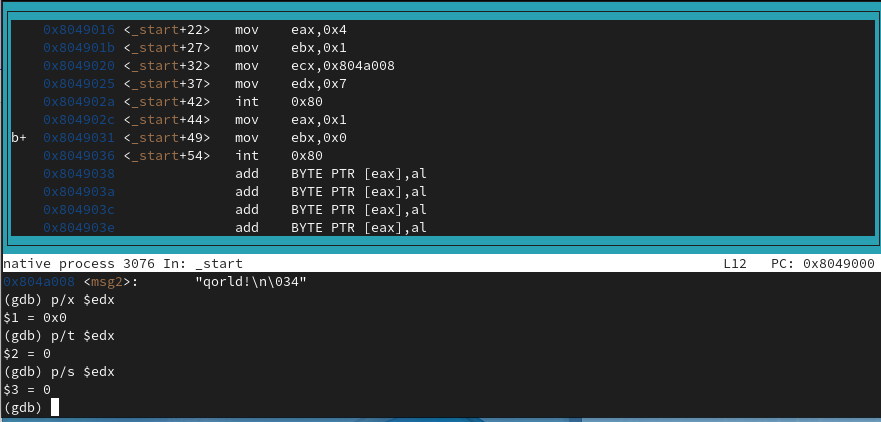 0x8049016 <_start+22> mov eax,0x4
0x804901b <_start+27> mov ebx,0x1
0x8049020 <_start+32> mov ecx,0x804a008
0x8049025 <_start+37> mov edx,0x7
0x804902a <_start+42> int 0x80
0x804902c <_start+44> mov eax,0x1
b+ 0x8049031 <_start+49> mov ebx,0x0
0x8049036 <_start+54> int 0x80
0x8049038 add BYTE PTR [eax],al
0x804903a add BYTE PTR [eax],al
0x804903c add BYTE PTR [eax],al
0x804903e add BYTE PTR [eax],al
native process 3076 In: _start L12 PC: 0x8049000
0x804a008 <msg2>: "qorld!\n\034"
(gdb) p/x $edx
$1 = 0x0
(gdb) p/t $edx
$2 = 0
(gdb) p/s $edx
$3 = 0
(gdb)